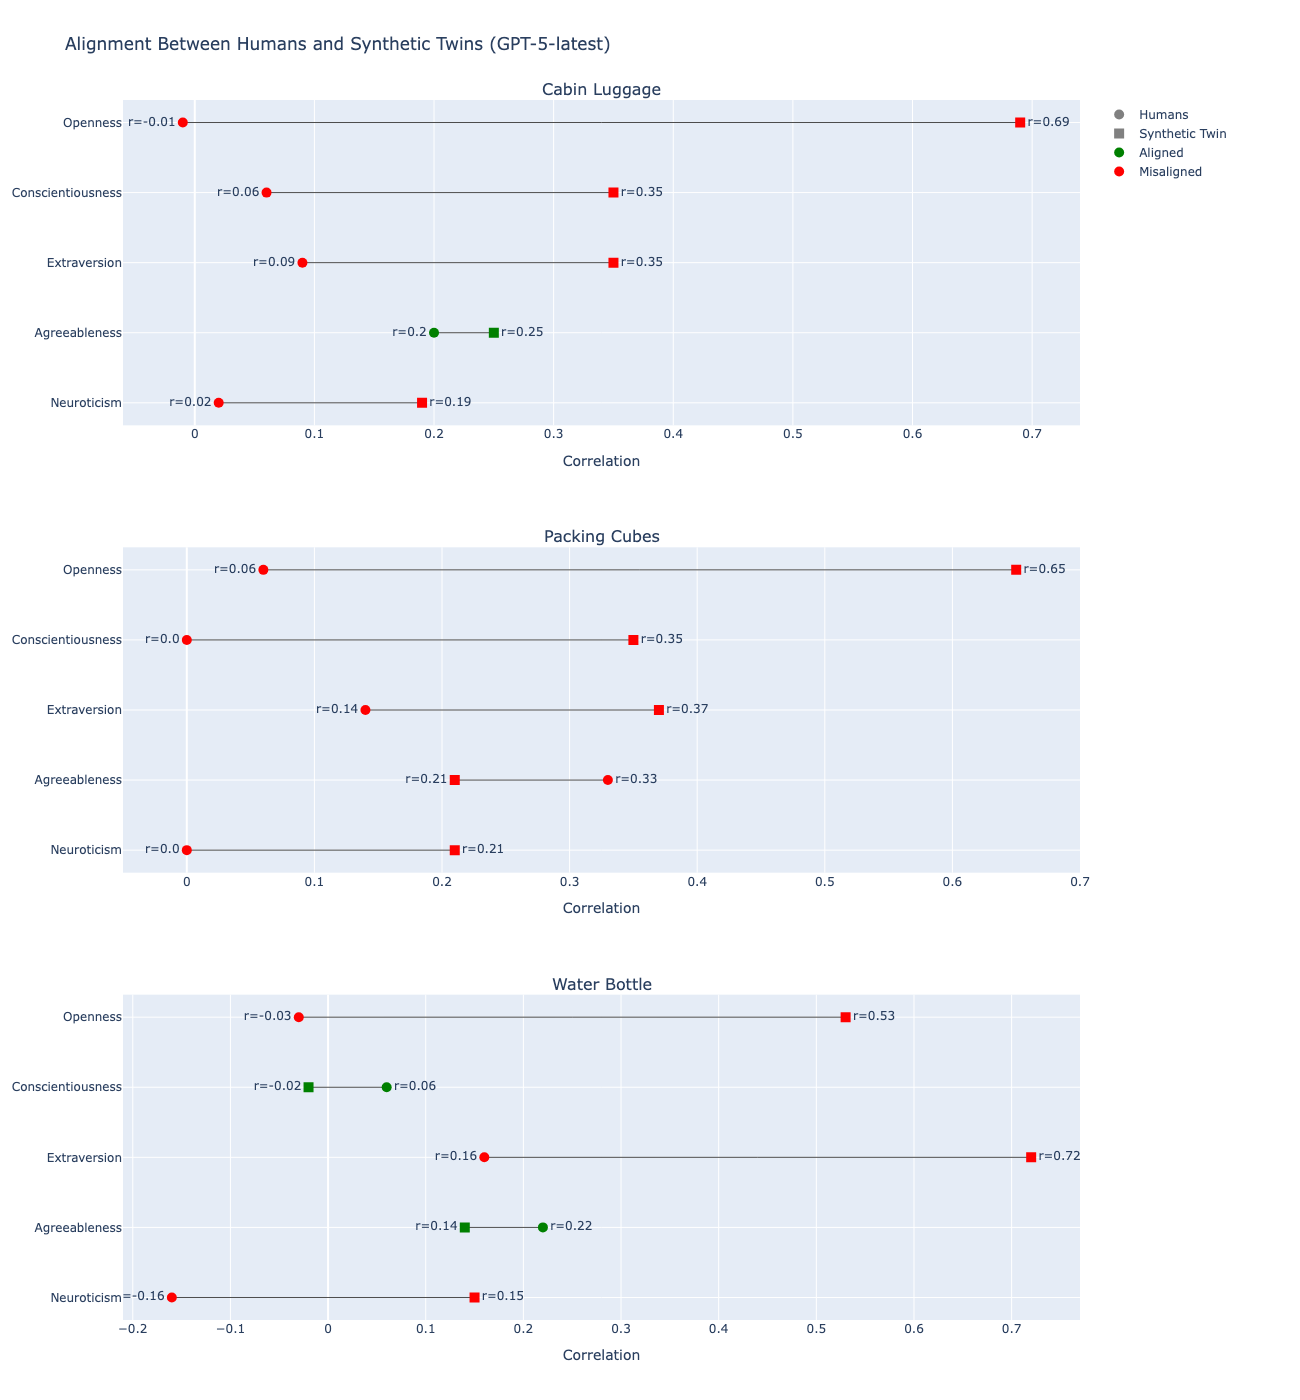 Alignment Between Humans and Synthetic Twins (GPT-5-latest)
Cabin Luggage
Humans
Synthetic Twin
Aligned
Misaligned
Openness r=-0.01 r=0.69
Conscientiousness r=0.06 r=0.35
Extraversion r=0.09 r=0.35
Agreeableness r=0.2 r=0.25
Neuroticism r=0.02 r=0.19
0 0.1 0.2 0.3 0.4 0.5 0.6 0.7
Correlation
Packing Cubes
Openness r=0.06 r=0.65
Conscientiousness r=0.0 r=0.35
Extraversion r=0.14 r=0.37
Agreeableness r=0.21 r=0.33
Neuroticism r=0.0 r=0.21
0 0.1 0.2 0.3 0.4 0.5 0.6 0.7
Correlation
Water Bottle
Openness r=-0.03 r=0.53
Conscientiousness r=-0.02 r=0.06
Extraversion r=0.16 r=0.72
Agreeableness r=0.14 r=0.22
Neuroticism =-0.16 r=0.15
−0.2 −0.1 0 0.1 0.2 0.3 0.4 0.5 0.6 0.7
Correlation